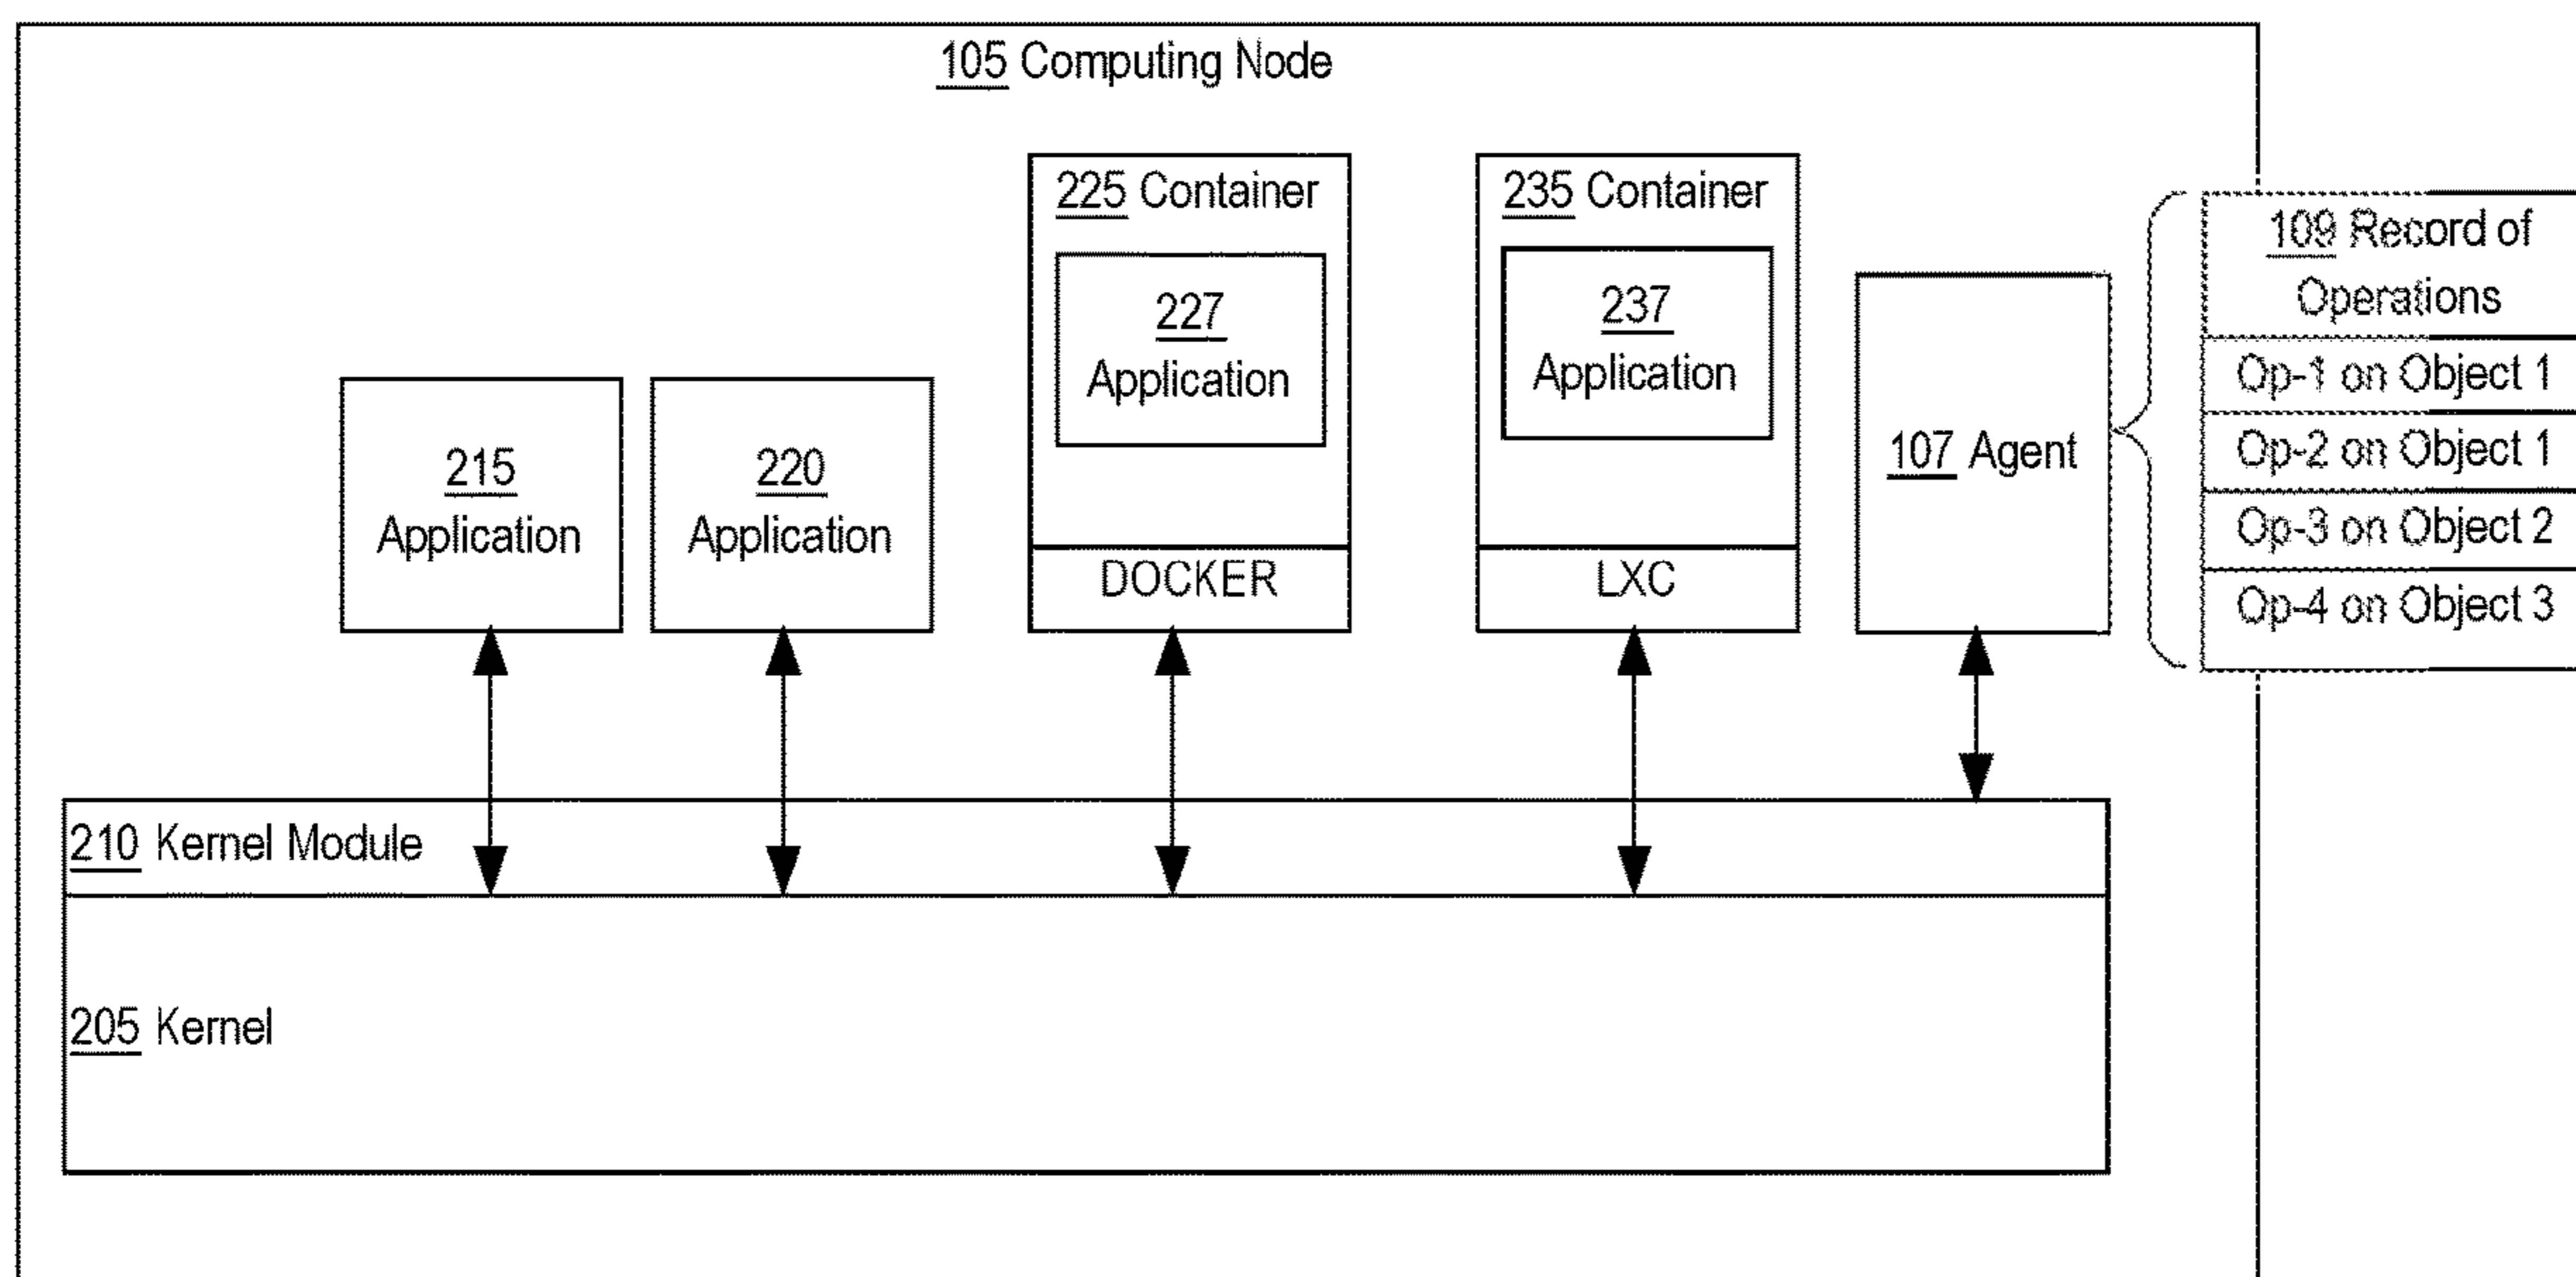 105 Computing Node
225 Container
227
Application
DOCKER
235 Container
237
Application
LXC
215
Application
220
Application
107 Agent
109 Record of
Operations
Op-1 on Object 1
Op-2 on Object 1
Op-3 on Object 2
Op-4 on Object 3
210 Kernel Module
205 Kernel